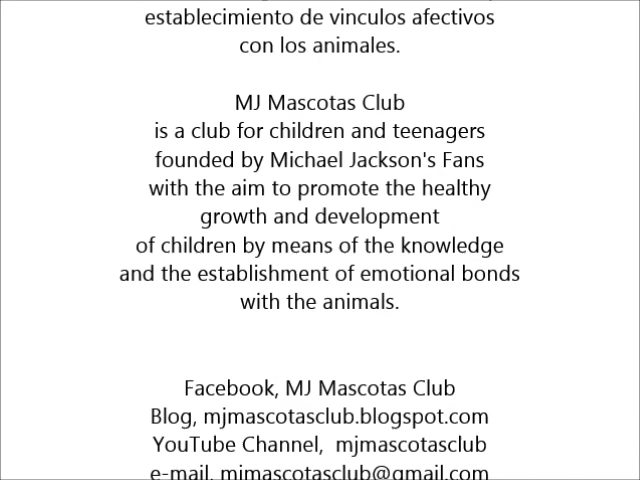 establecimiento de vinculos afectivos
con los animales.
MJ Mascotas Club
is a club for children and teenagers
founded by Michael Jackson's Fans
with the aim to promote the healthy
growth and development
of children by means of the knowledge
and the establishment of emotional bonds
with the animals.
Facebook, MJ Mascotas Club
Blog, mjmascotasclub.blogspot.com
YouTube Channel,  mjmascotasclub
e-mail, mjmascotasclub@gmail.com